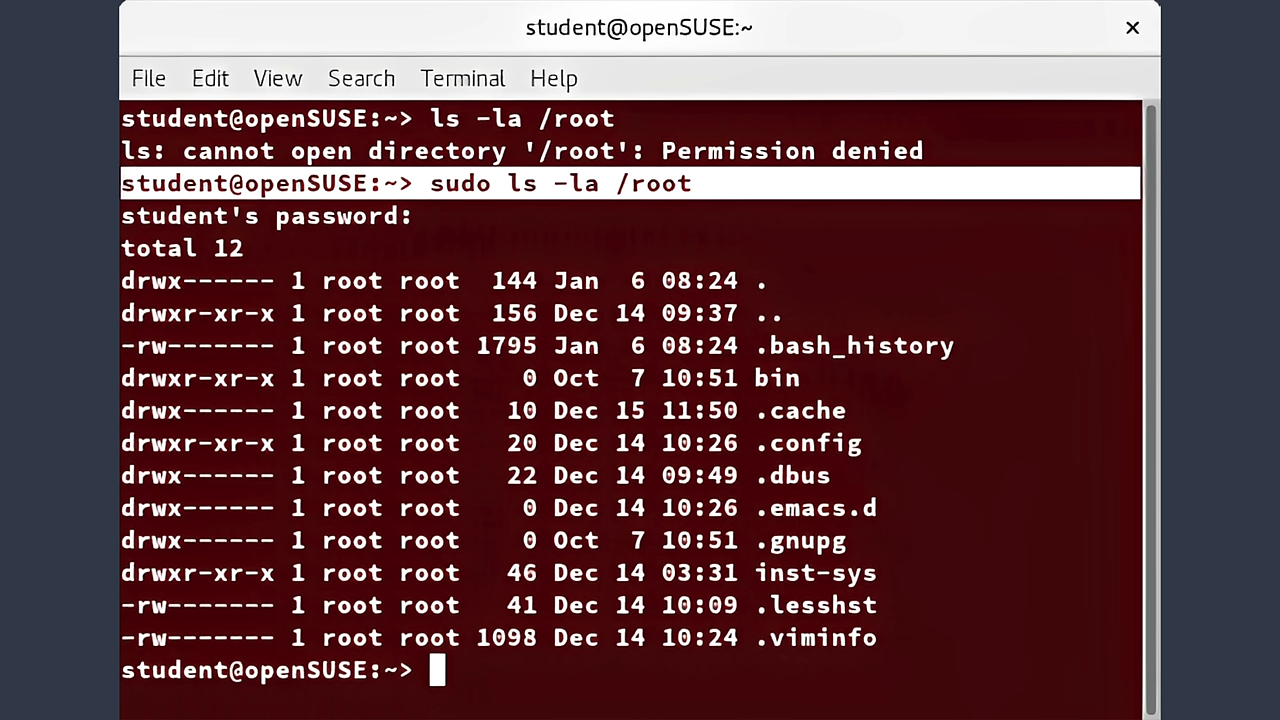 student@openSUSE:~
×
File Edit View Search Terminal Help
student@openSUSE:~> ls -la /root
ls: cannot open directory '/root': Permission denied
student@openSUSE:~> sudo ls -la /root
student's password:
total 12
drwx------ 1 root root  144 Jan  6 08:24 .
drwxr-xr-x 1 root root  156 Dec 14 09:37 ..
-rw------- 1 root root 1795 Jan  6 08:24 .bash_history
drwxr-xr-x 1 root root    0 Oct  7 10:51 bin
drwx------ 1 root root   10 Dec 15 11:50 .cache
drwxr-xr-x 1 root root   20 Dec 14 10:26 .config
drwx------ 1 root root   22 Dec 14 09:49 .dbus
drwx------ 1 root root    0 Dec 14 10:26 .emacs.d
drwx------ 1 root root    0 Oct  7 10:51 .gnupg
drwxr-xr-x 1 root root   46 Dec 14 03:31 inst-sys
-rw------- 1 root root   41 Dec 14 10:09 .lesshst
-rw------- 1 root root 1098 Dec 14 10:24 .viminfo
student@openSUSE:~>